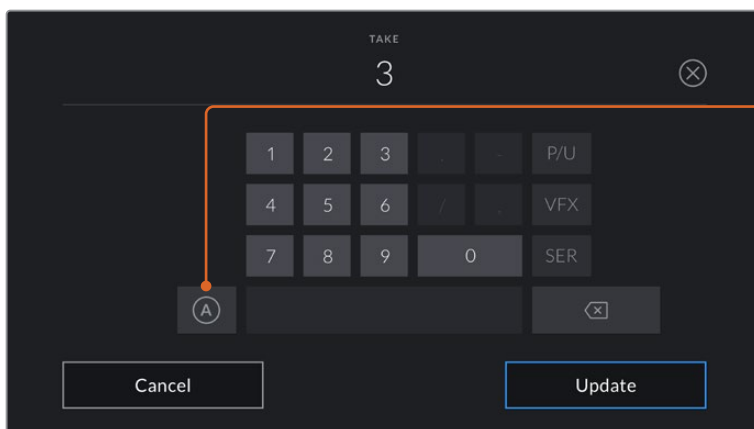 TAKE
3
1 2 3 . - P/U
4 5 6 / , VFX
7 8 9 0 SER
A
Cancel Update